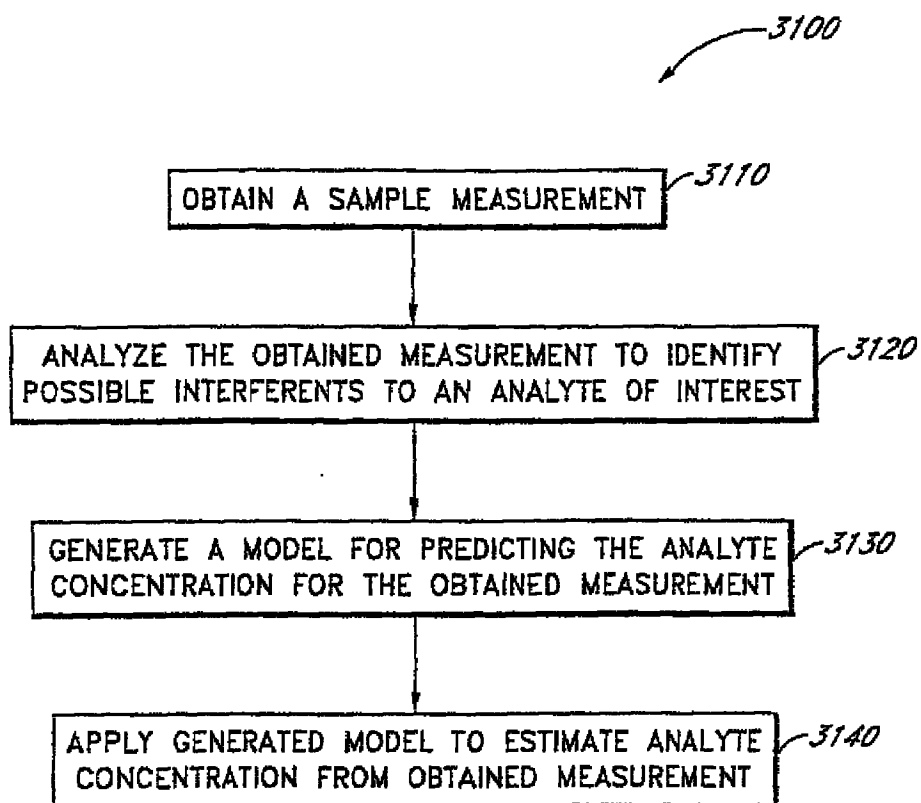 3100
OBTAIN A SAMPLE MEASUREMENT
3110
ANALYZE THE OBTAINED MEASUREMENT TO IDENTIFY
POSSIBLE INTERFERENTS TO AN ANALYTE OF INTEREST
3120
GENERATE A MODEL FOR PREDICTING THE ANALYTE
CONCENTRATION FOR THE OBTAINED MEASUREMENT
3130
APPLY GENERATED MODEL TO ESTIMATE ANALYTE
CONCENTRATION FROM OBTAINED MEASUREMENT
3140